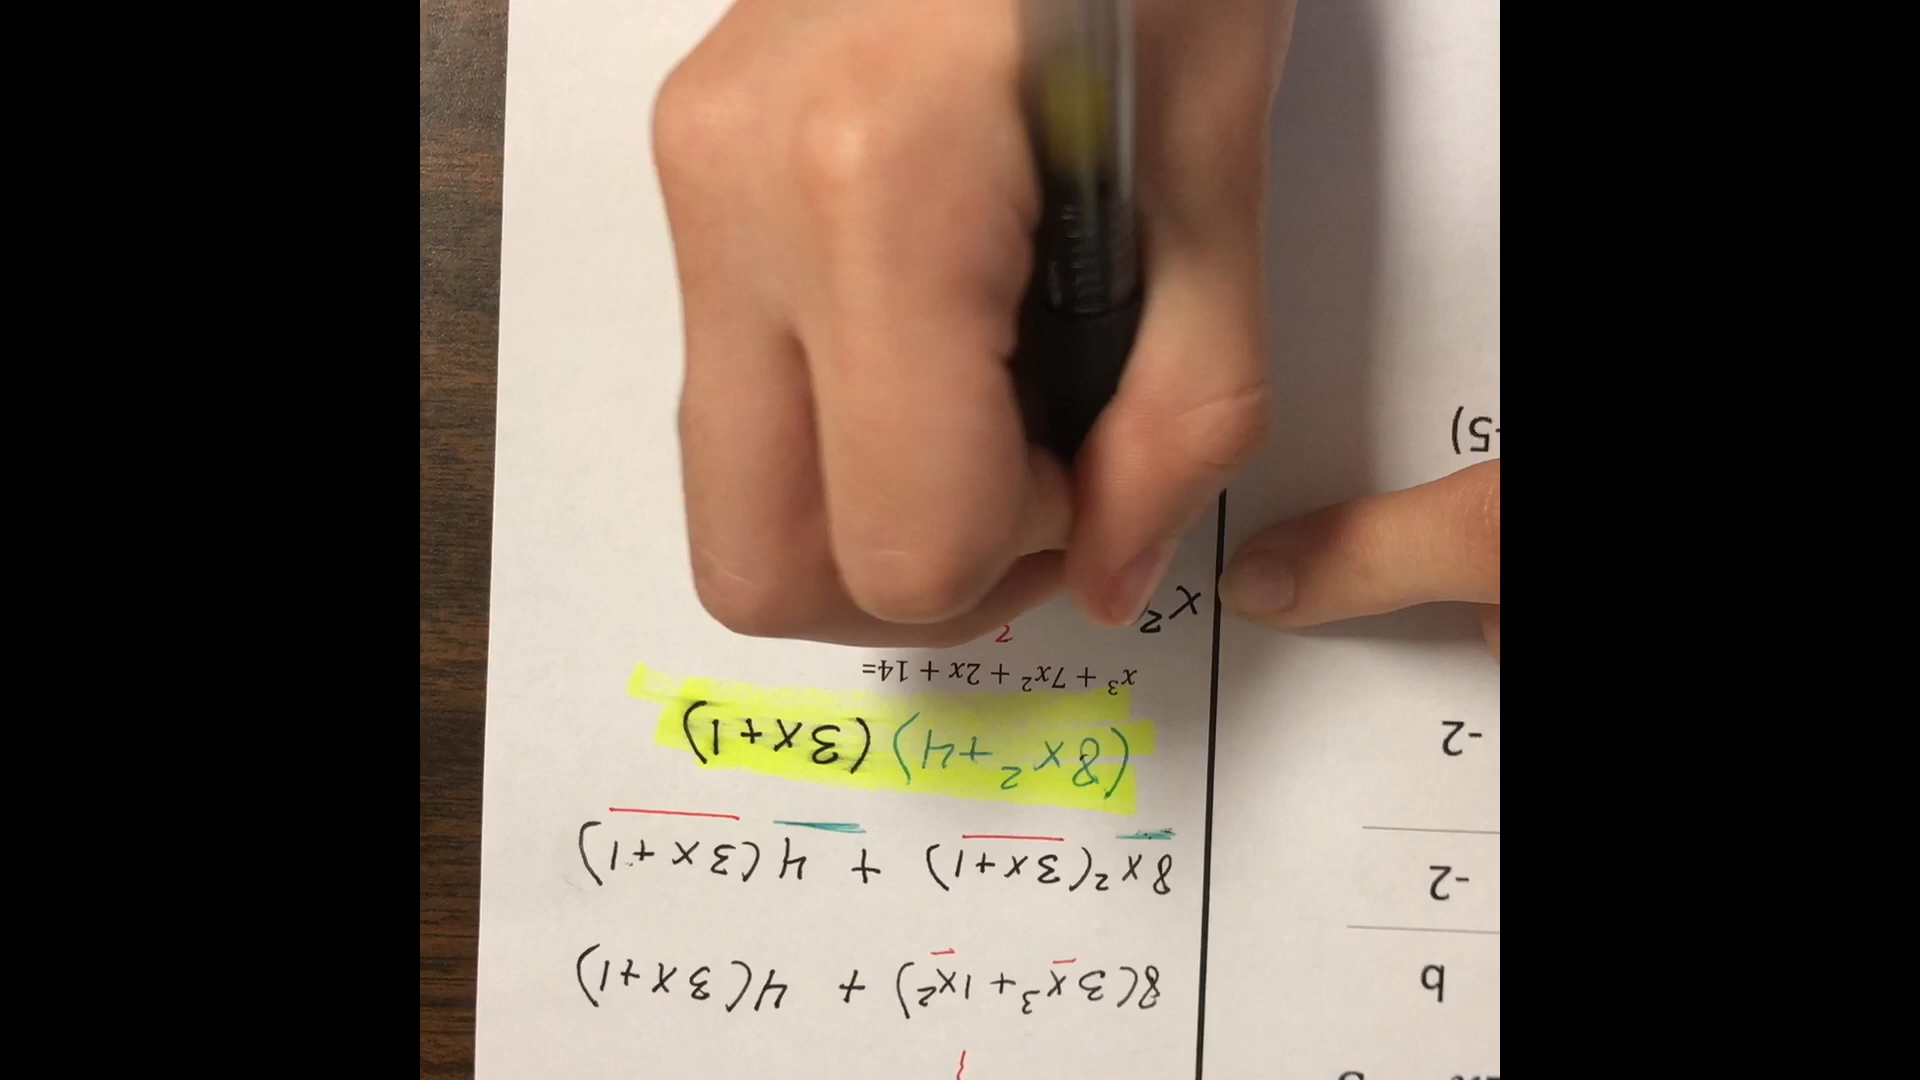 8(3x³+1x²) + 4(3x+1)
8x²(3x+1) + 4(3x+1)
(8x²+4)(3x+1)
x³ + 7x² + 2x + 14=
x²
b
-2
-2
-5)